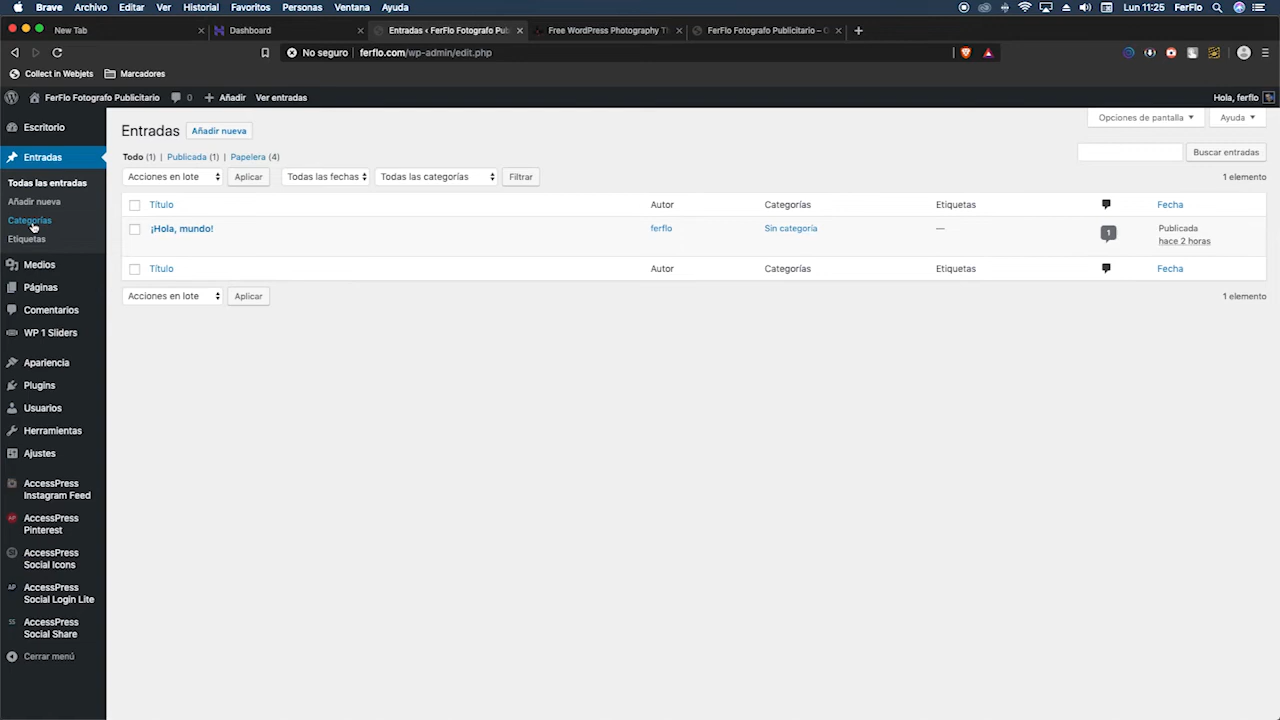 Brave Archivo Editar Ver Historial Favoritos Personas Ventana Ayuda Lun 11:25 FerFlo
New Tab Dashboard Entradas ‹ FerFlo Fotografo Pub Free WordPress Photography Th FerFlo Fotografo Publicitario – O
No seguro ferflo.com/wp-admin/edit.php
Collect in Webjets Marcadores
FerFlo Fotografo Publicitario 0 Añadir Ver entradas Hola, ferflo
Escritorio
Entradas
Todas las entradas
Añadir nueva
Categorías
Etiquetas
Medios
Páginas
Comentarios
WP 1 Sliders
Apariencia
Plugins
Usuarios
Herramientas
Ajustes
AccessPress
Instagram Feed
AP AccessPress
Pinterest
SI AccessPress
Social Icons
AP AccessPress
Social Login Lite
SS AccessPress
Social Share
Cerrar menú
Opciones de pantalla Ayuda
Entradas Añadir nueva
Todo (1) | Publicada (1) | Papelera (4)
Buscar entradas
Acciones en lote Aplicar Todas las fechas Todas las categorías Filtrar 1 elemento
Título Autor Categorías Etiquetas Fecha
¡Hola, mundo! ferflo Sin categoría — 1 Publicada
hace 2 horas
Título Autor Categorías Etiquetas Fecha
Acciones en lote Aplicar 1 elemento